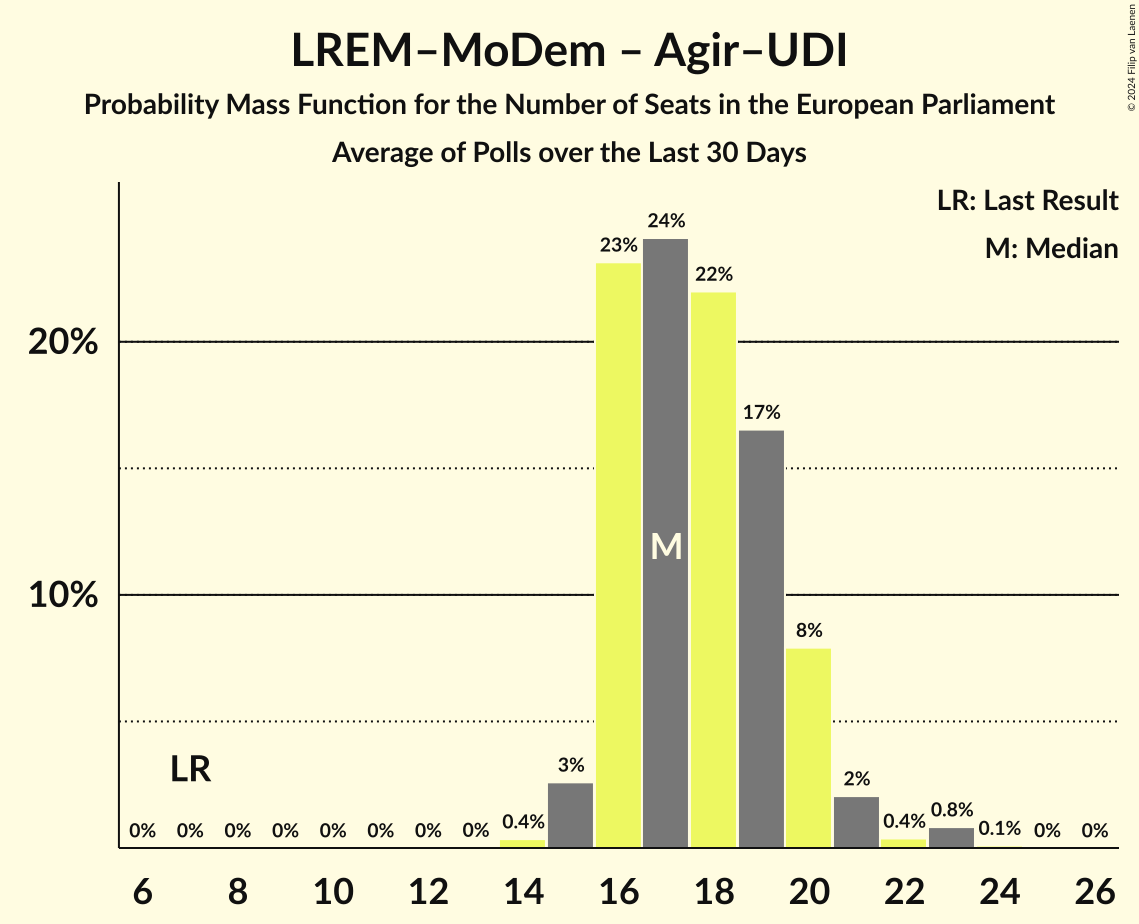 LREM–MoDem – Agir–UDI
Probability Mass Function for the Number of Seats in the European Parliament
Average of Polls over the Last 30 Days
© 2024 Filip van Laenen
LR: Last Result
M: Median
24%
23%
22%
20%
17%
M
10%
8%
LR
3%
2%
0% 0% 0% 0% 0% 0% 0% 0% 0.4% 0.4% 0.8% 0.1% 0% 0%
6 8 10 12 14 16 18 20 22 24 26